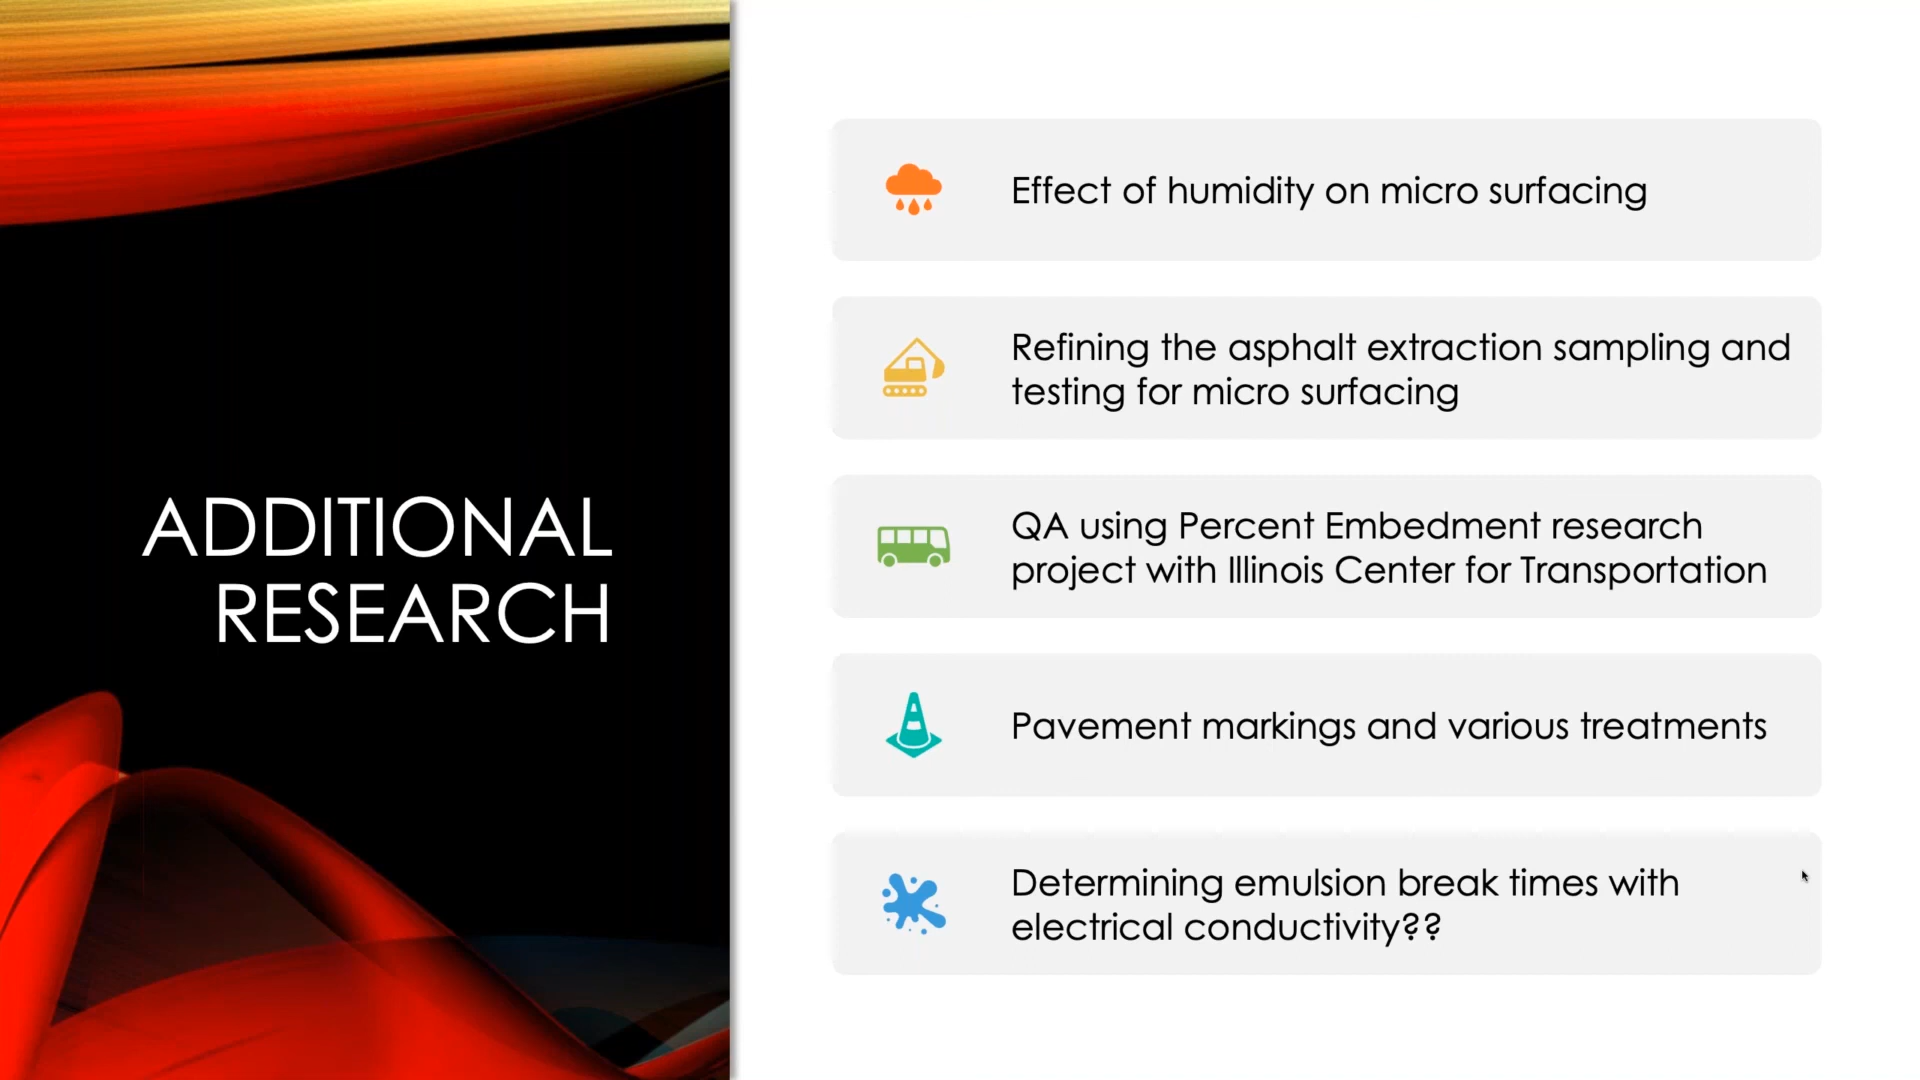 ADDITIONAL
RESEARCH
Effect of humidity on micro surfacing
Refining the asphalt extraction sampling and
testing for micro surfacing
QA using Percent Embedment research
project with Illinois Center for Transportation
Pavement markings and various treatments
Determining emulsion break times with
electrical conductivity??